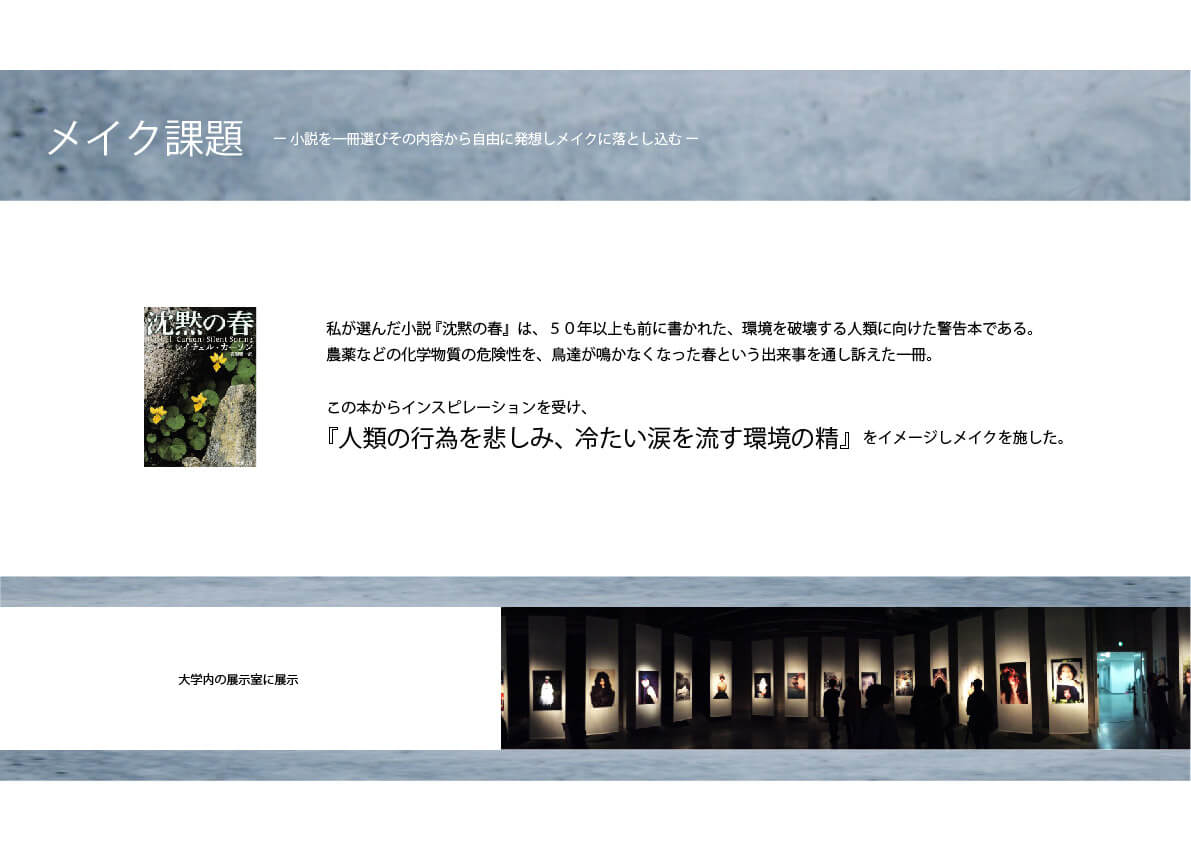 メイク課題
ー 小説を一冊選びその内容から自由に発想しメイクに落とし込む ー
沈黙の春
Carson Silent Spring
レイチェル・カーソン
私が選んだ小説『沈黙の春』は、５０年以上も前に書かれた、環境を破壊する人類に向けた警告本である。
農薬などの化学物質の危険性を、鳥達が鳴かなくなった春という出来事を通し訴えた一冊。
この本からインスピレーションを受け、
『人類の行為を悲しみ、冷たい涙を流す環境の精』をイメージしメイクを施した。
大学内の展示室に展示